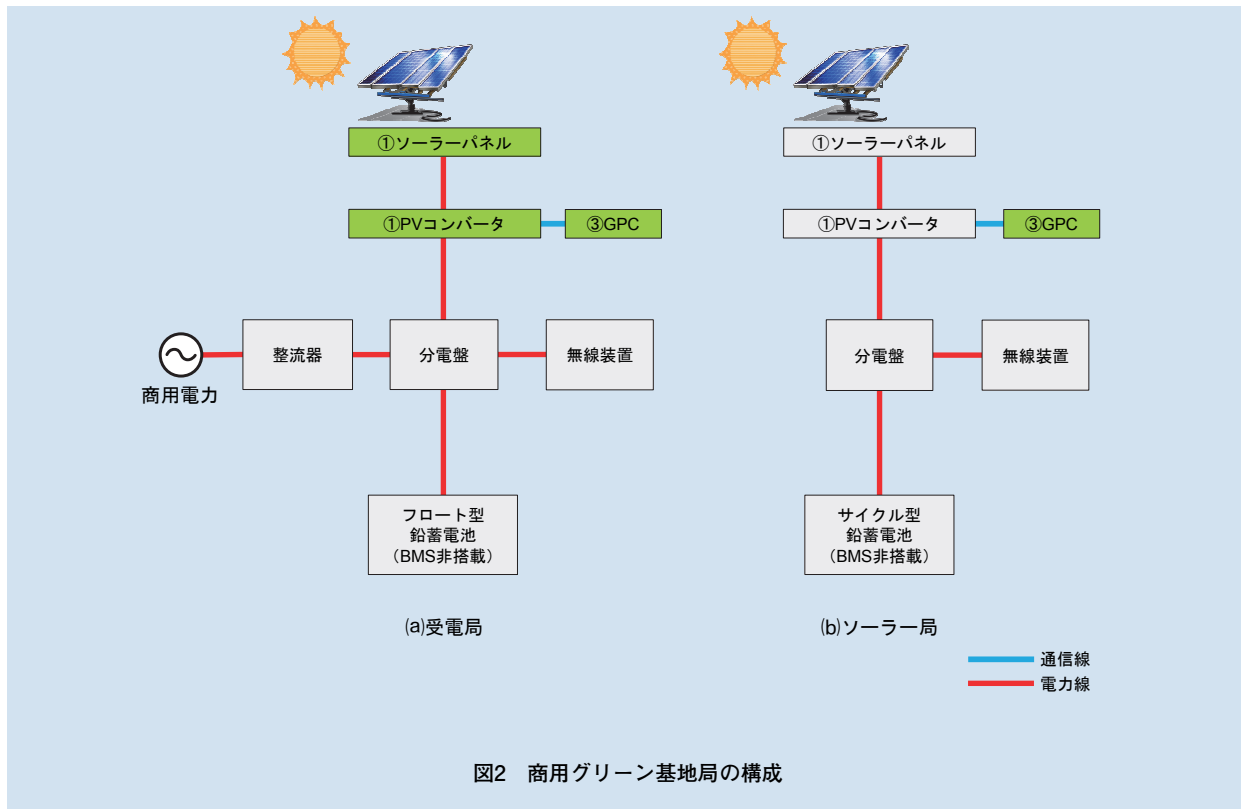 ①ソーラーパネル
①PVコンバータ
③GPC
整流器
分電盤
無線装置
商用電力
フロート型
鉛蓄電池
（BMS非搭載）
(a)受電局
①ソーラーパネル
①PVコンバータ
③GPC
分電盤
無線装置
サイクル型
鉛蓄電池
（BMS非搭載）
(b)ソーラー局
通信線
電力線
図2　商用グリーン基地局の構成